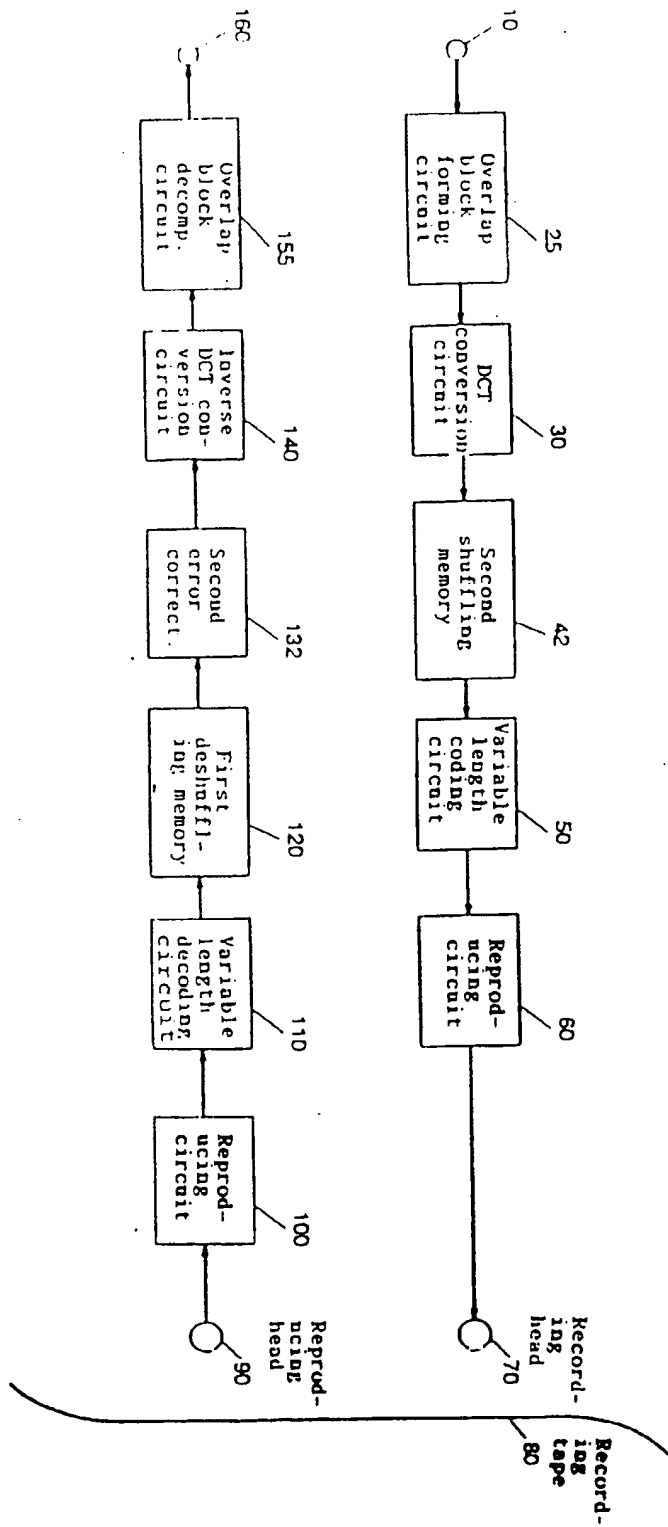 10
Overlap
block
forming
circuit
25
DCT
conversion
circuit
30
Second
shuffling
memory
42
Variable
length
coding
circuit
50
Reprod-
ucing
circuit
60
Record-
ing
head
70
Record-
ing
tape
80
160
Overlap
block
decomp.
circuit
155
Inverse
DCT con-
version
circuit
140
Second
error
correct.
132
First
deshuffl-
ing memory
120
Variable
length
decoding
circuit
110
Reprod-
ucing
circuit
100
Reprod-
ucing
head
90